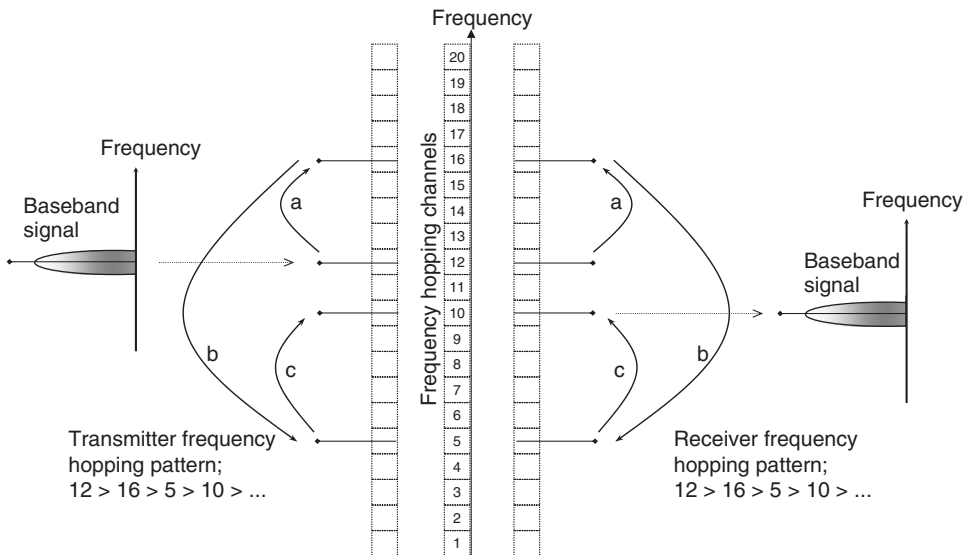 Frequency
20
19
18
17
16
15
14
13
12
11
10
9
8
7
6
5
4
3
2
1
Frequency hopping channels
Frequency
Baseband
signal
a
b
c
Transmitter frequency
hopping pattern;
12 > 16 > 5 > 10 > ...
a
b
c
Frequency
Baseband
signal
Receiver frequency
hopping pattern;
12 > 16 > 5 > 10 > ...